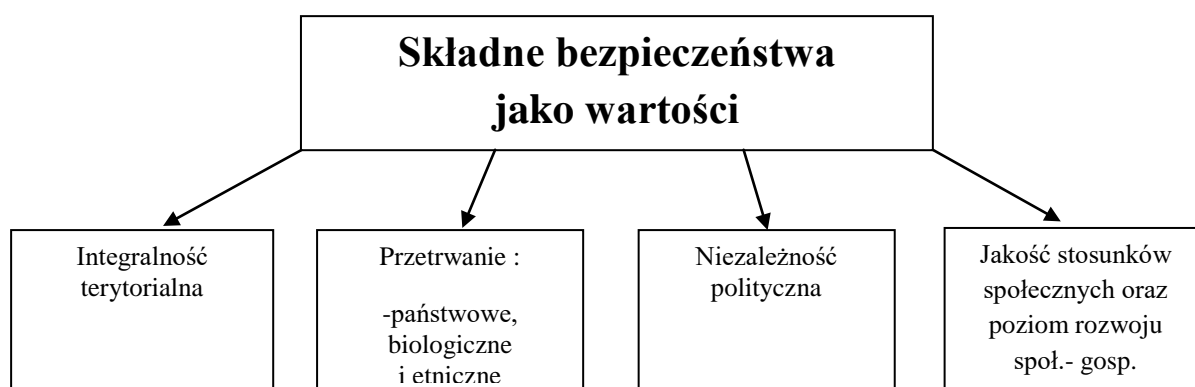 Składne bezpieczeństwa
jako wartości
Integralność
terytorialna
Przetrwanie :
-państwowe,
biologiczne
i etniczne
Niezależność
polityczna
Jakość stosunków
społecznych oraz
poziom rozwoju
społ.- gosp.